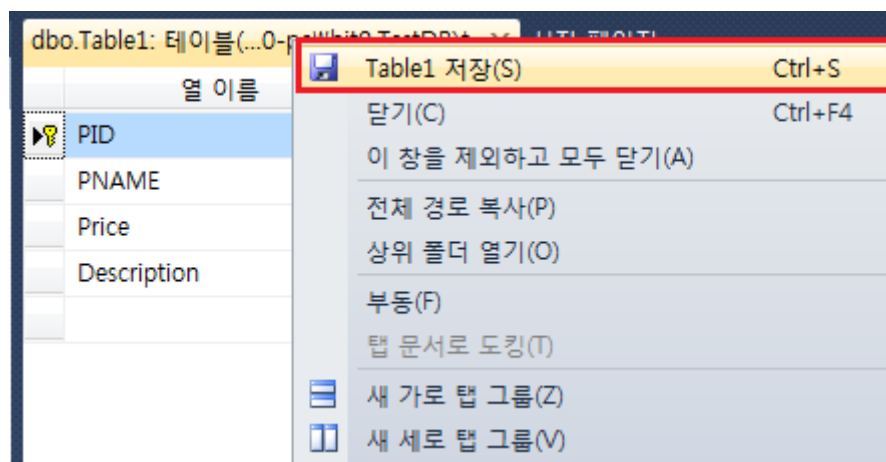 dbo.Table1: 테이블(...0-
열 이름
PID
PNAME
Price
Description
Table1 저장(S) Ctrl+S
닫기(C) Ctrl+F4
이 창을 제외하고 모두 닫기(A)
전체 경로 복사(P)
상위 폴더 열기(O)
부동(F)
탭 문서로 도킹(T)
새 가로 탭 그룹(Z)
새 세로 탭 그룹(V)